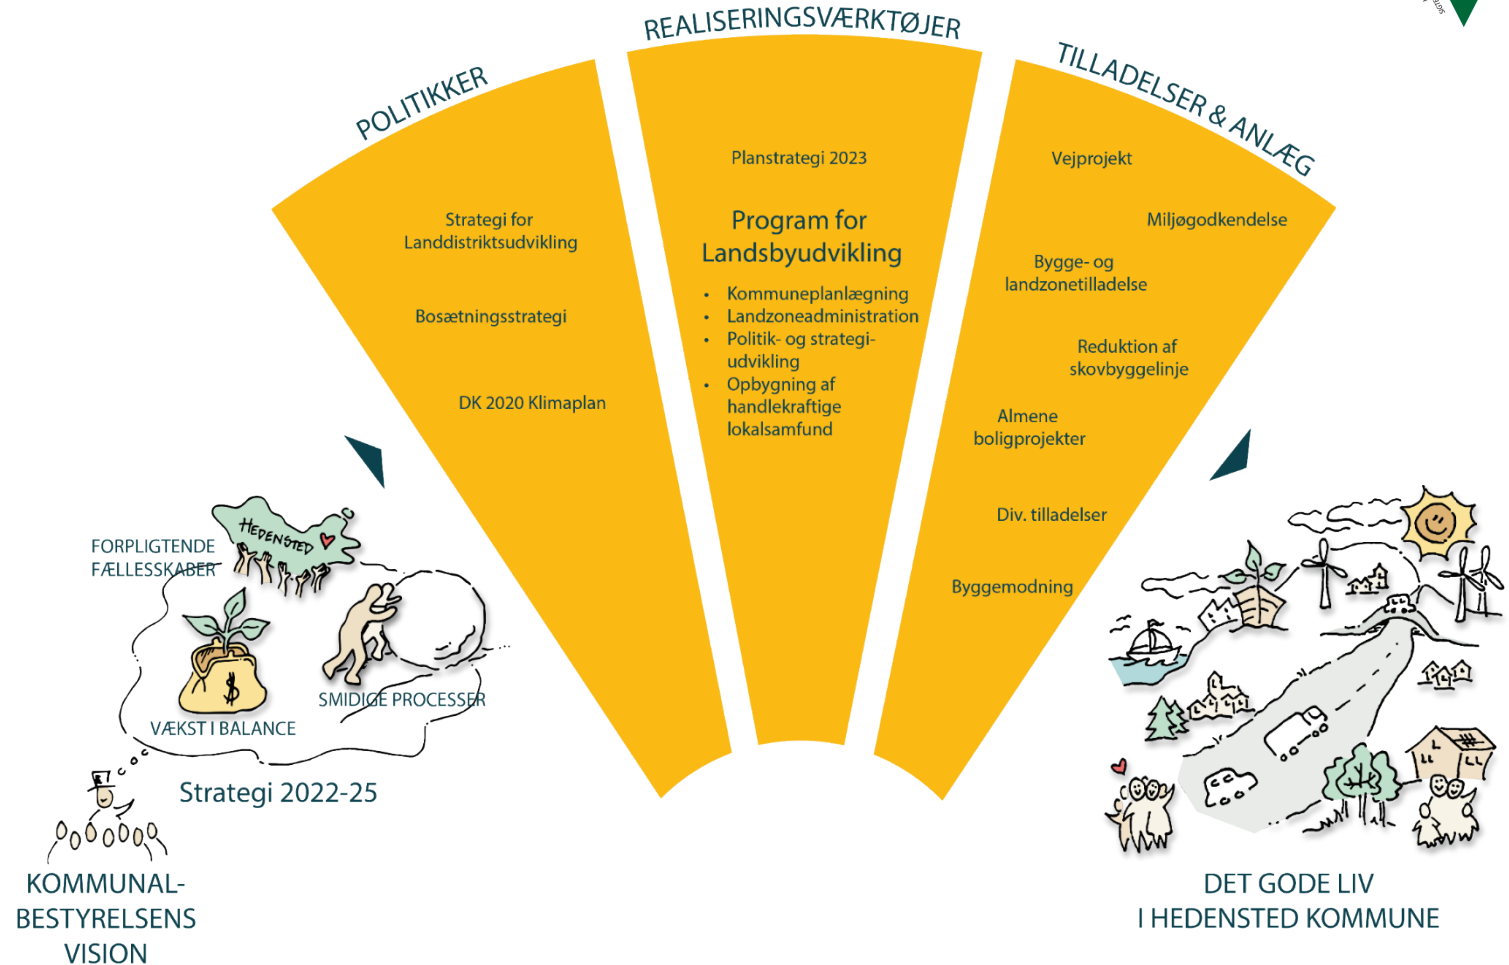 POLITIKKER
REALISERINGSVÆRKTØJER
TILLADELSER & ANLÆG
Strategi for
Landdistriktsudvikling
Bosætningsstrategi
DK 2020 Klimaplan
Planstrategi 2023
Program for
Landsbyudvikling
• Kommuneplanlægning
• Landzoneadministration
• Politik- og strategi-
udvikling
• Opbygning af
handlekraftige
lokalsamfund
Vejprojekt
Miljøgodkendelse
Bygge- og
landzonetilladelse
Reduktion af
skovbyggelinje
Almene
boligprojekter
Div. tilladelser
Byggemodning
HEDENSTED
FORPLIGTENDE
FÆLLESSKABER
$
SMIDIGE PROCESSER
VÆKST I BALANCE
Strategi 2022-25
KOMMUNAL-
BESTYRELSENS
VISION
DET GODE LIV
I HEDENSTED KOMMUNE